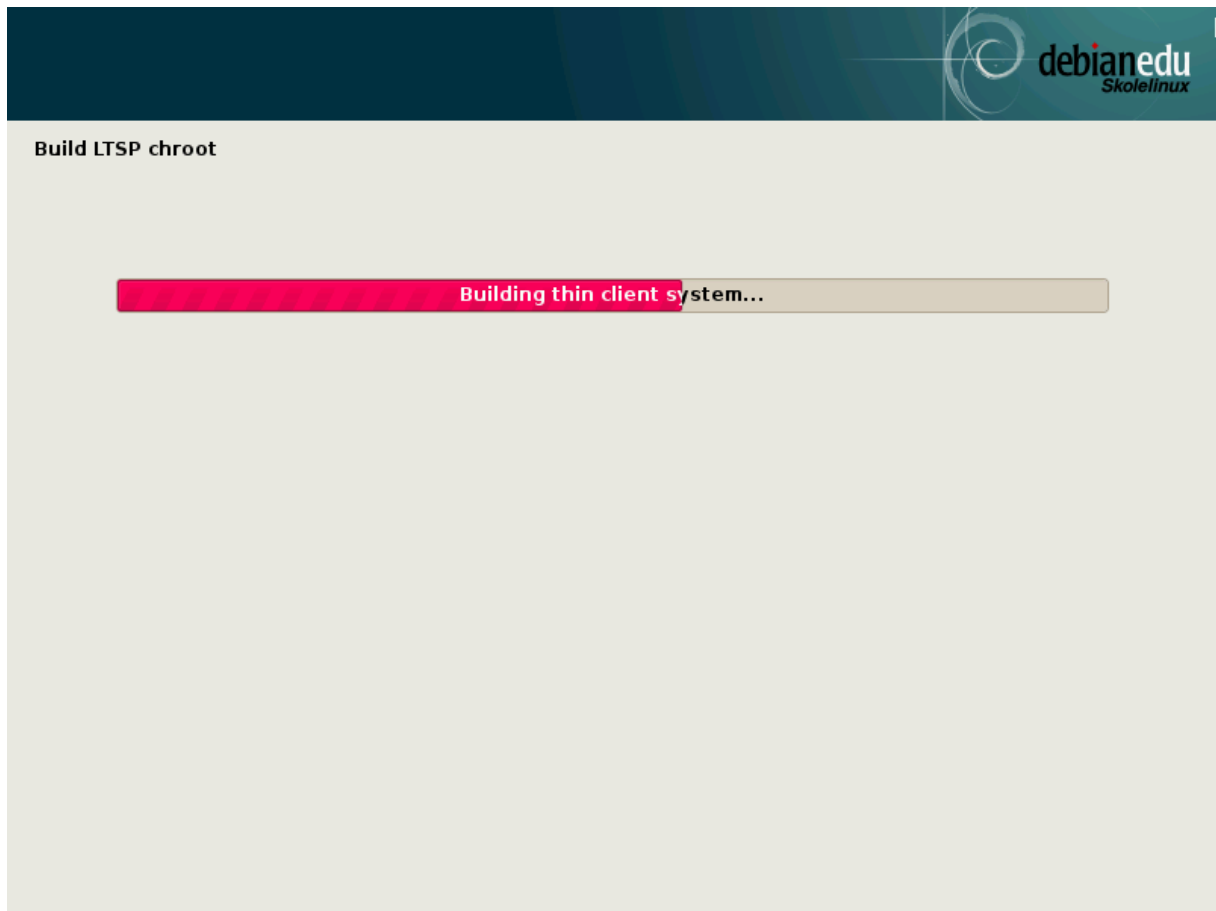 debianedu
Skolelinux
Build LTSP chroot
Building thin client system...